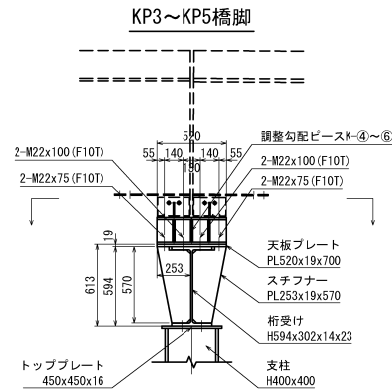 KP3～KP5橋脚
520
55 140 140 55
130
調整勾配ピースK-④～⑥
2-M22x100(F10T)
2-M22x100(F10T)
2-M22x75(F10T)
2-M22x75(F10T)
19
天板プレート
PL520x19x700
スチフナー
PL253x19x570
253
613
594
570
桁受け
H594x302x14x23
トッププレート
450x450x16
支柱
H400x400